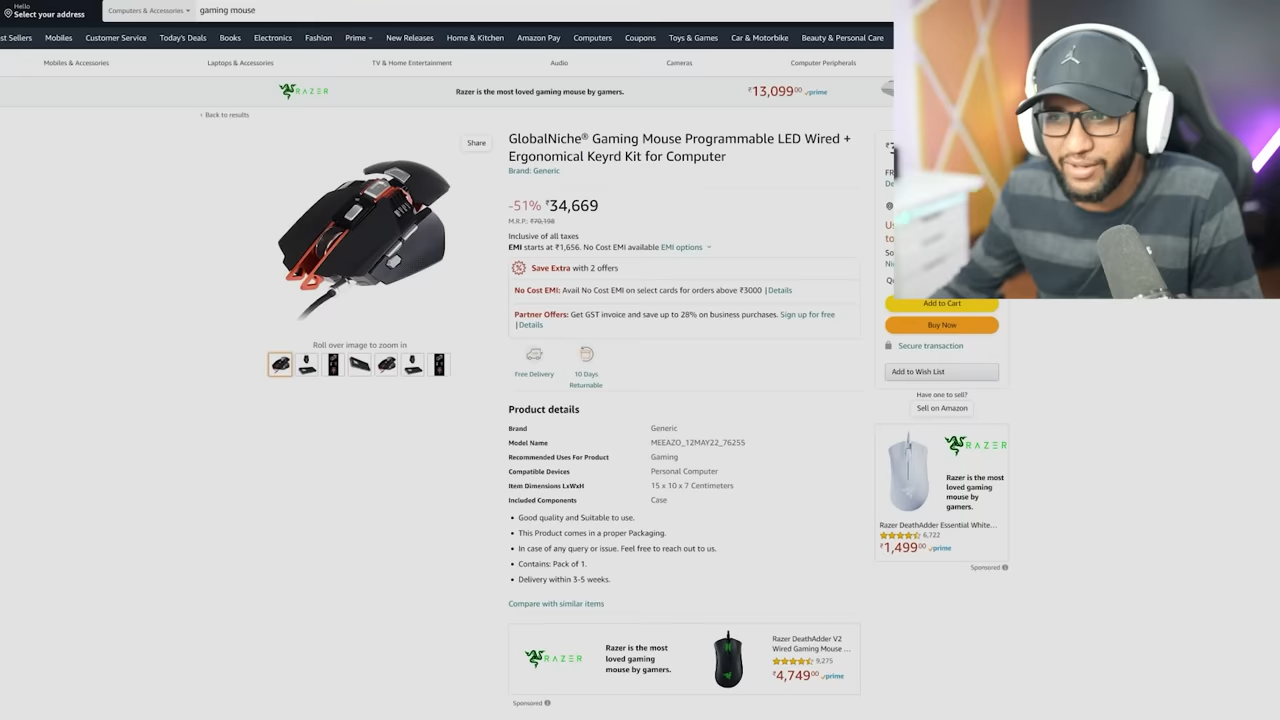 Hello
Select your address
Computers & Accessories
gaming mouse
st Sellers Mobiles Customer Service Today's Deals Books Electronics Fashion Prime New Releases Home & Kitchen Amazon Pay Computers Coupons Toys & Games Car & Motorbike Beauty & Personal Care
Mobiles & Accessories Laptops & Accessories TV & Home Entertainment Audio Cameras Computer Peripherals
RAZER Razer is the most loved gaming mouse by gamers. ₹13,099.00 prime
‹ Back to results
Share
GlobalNiche® Gaming Mouse Programmable LED Wired +
Ergonomical Keyrd Kit for Computer
Brand: Generic
-51% ₹34,669
M.R.P.: ₹70,198
Inclusive of all taxes
EMI starts at ₹1,656. No Cost EMI available EMI options
Save Extra with 2 offers
No Cost EMI: Avail No Cost EMI on select cards for orders above ₹3000 | Details
Partner Offers: Get GST invoice and save up to 28% on business purchases. Sign up for free
| Details
Free Delivery
10 Days
Returnable
Roll over image to zoom in
Product details
Brand Generic
Model Name MEEAZO_12MAY22_76255
Recommended Uses For Product Gaming
Compatible Devices Personal Computer
Item Dimensions LxWxH 15 x 10 x 7 Centimeters
Included Components Case
• Good quality and Suitable to use.
• This Product comes in a proper Packaging.
• In case of any query or issue. Feel free to reach out to us.
• Contains: Pack of 1.
• Delivery within 3-5 weeks.
Compare with similar items
RAZER
Razer is the most
loved gaming
mouse by gamers.
Razer DeathAdder V2
Wired Gaming Mouse ...
9,275
₹4,749.00 prime
Sponsored
FR
De
Us
to
So
Ni
Add to Cart
Buy Now
Secure transaction
Add to Wish List
Have one to sell?
Sell on Amazon
RAZER
Razer is the most
loved gaming
mouse by
gamers.
Razer DeathAdder Essential White...
6,722
₹1,499.00 prime
Sponsored